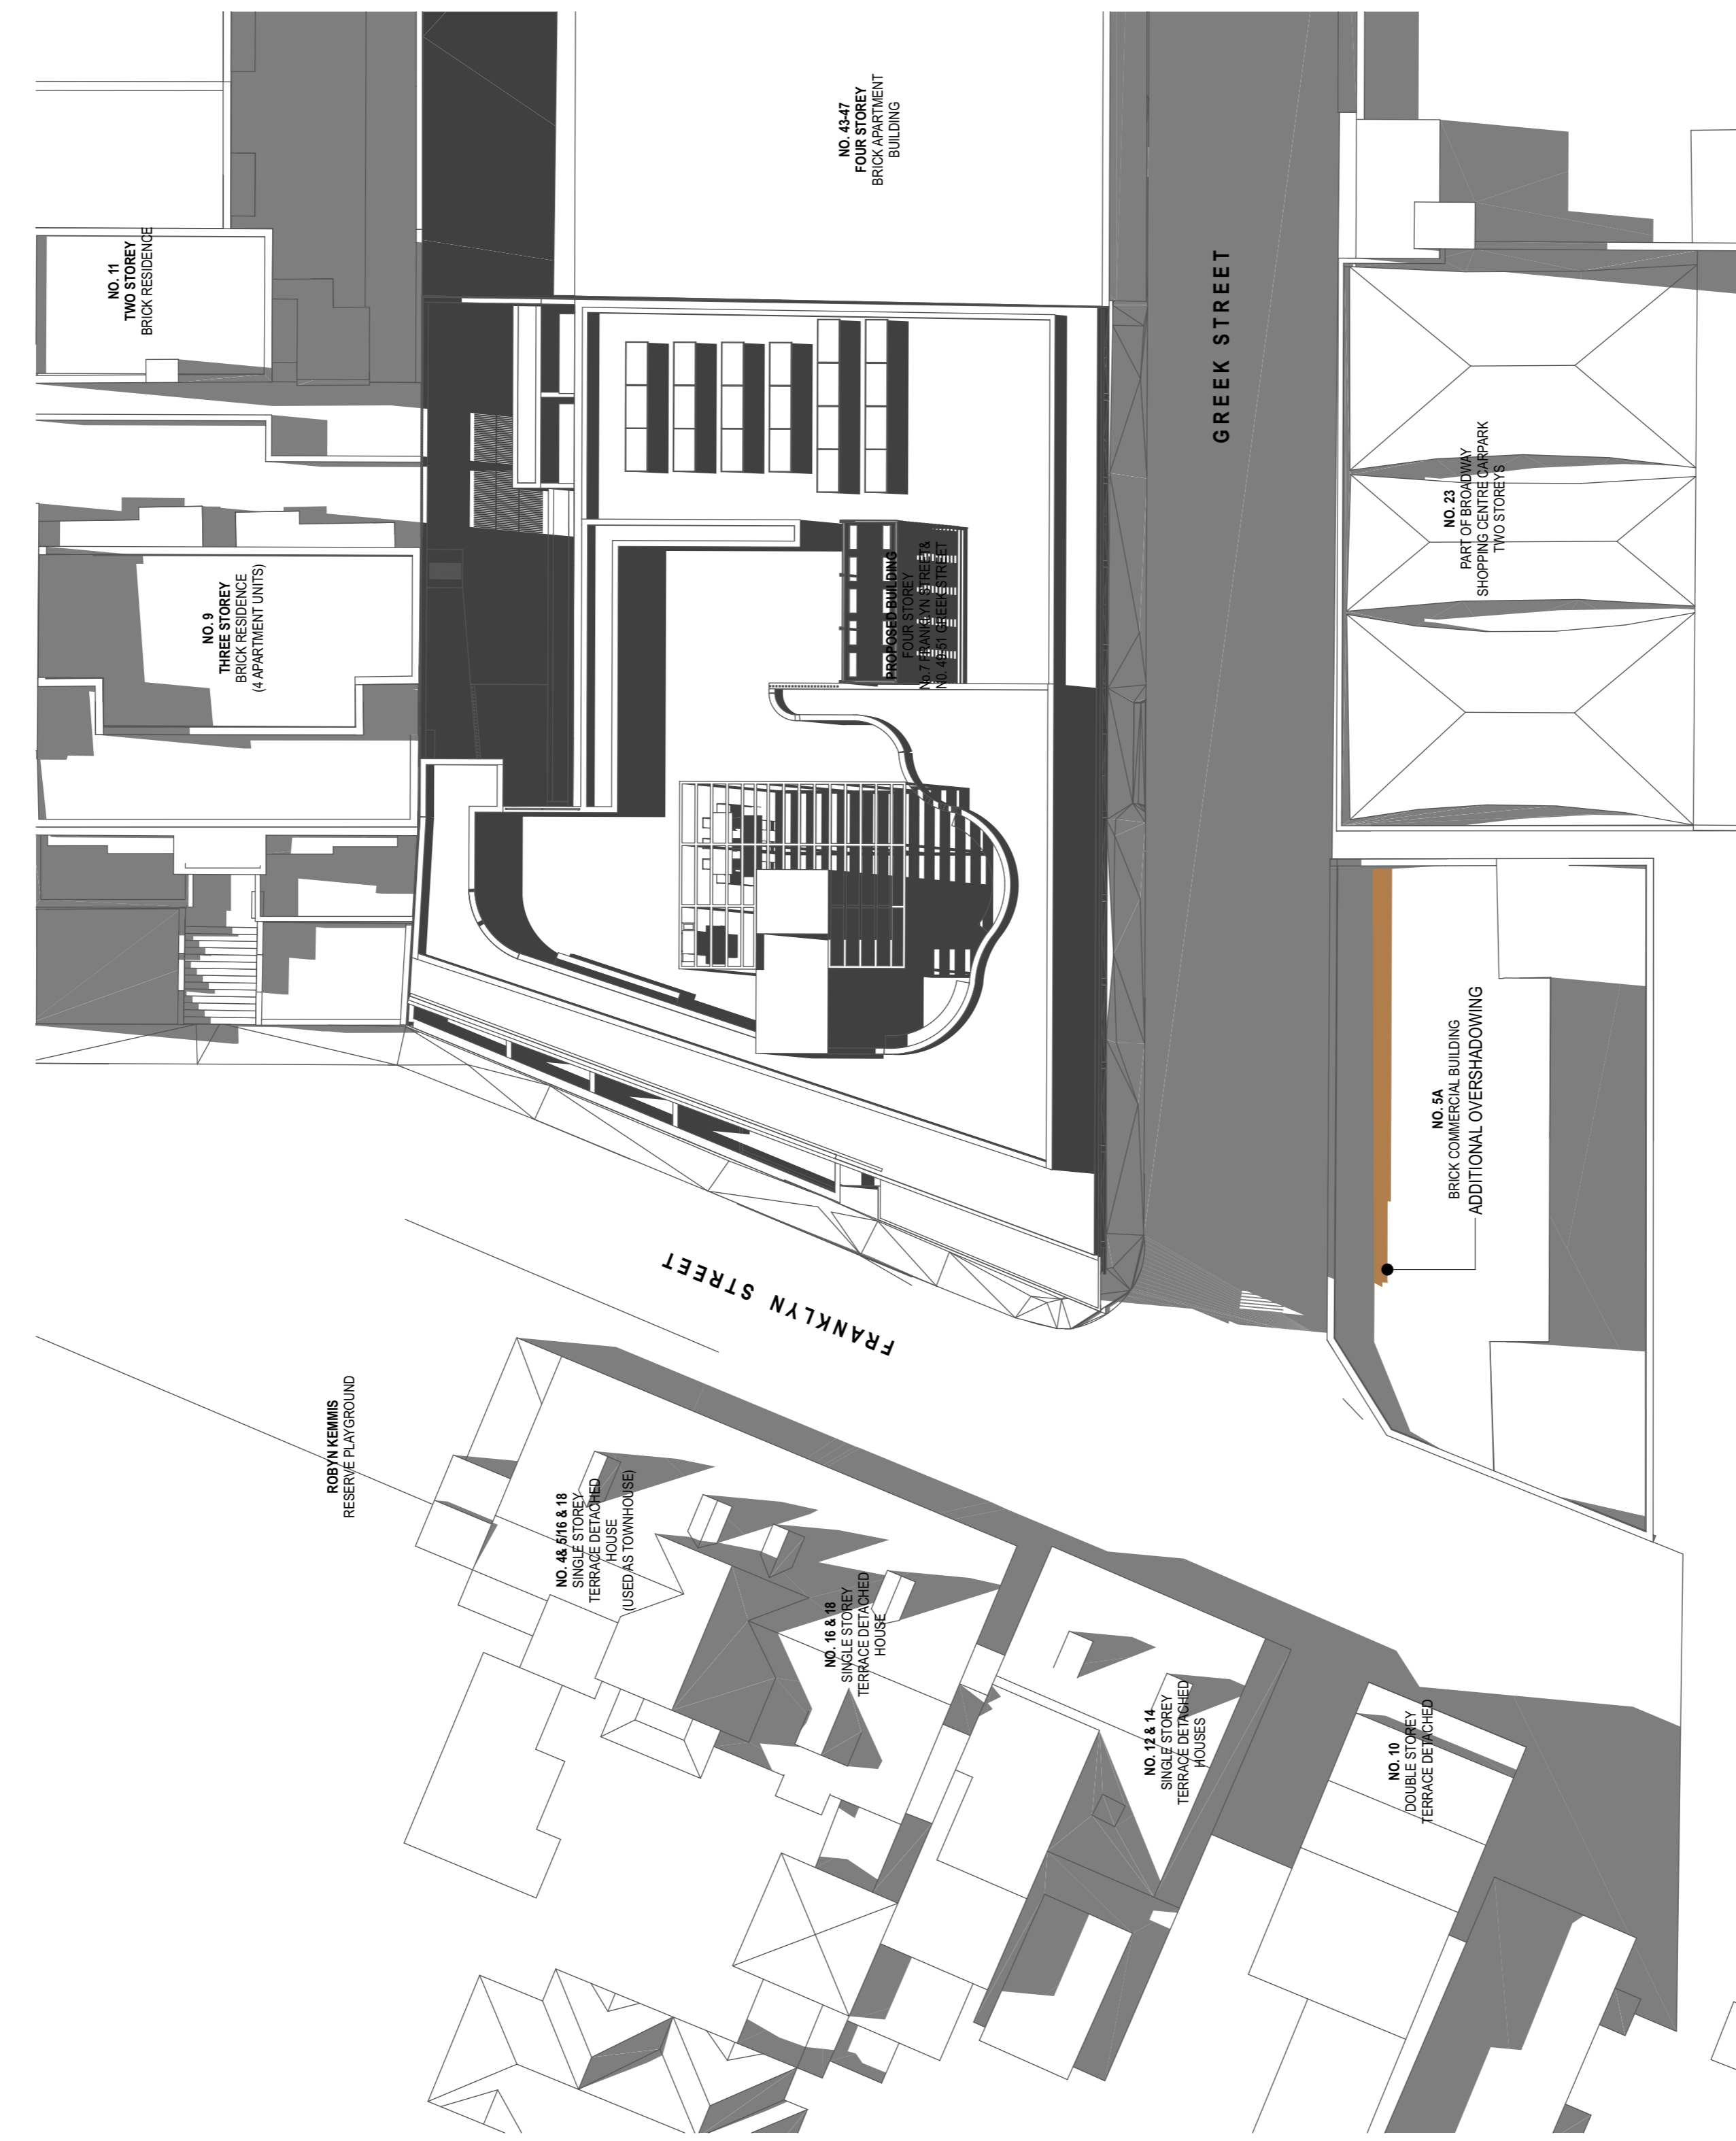 NO. 11
TWO STOREY
BRICK RESIDENCE
NO. 43-47
FOUR STOREY
BRICK APARTMENT
BUILDING
GREEK STREET
NO. 9
THREE STOREY
BRICK RESIDENCE
(4 APARTMENT UNITS)
PROPOSED BUILDING
FOUR STOREY
No.7 FRANKLYN STREET&
NO. 49-51 GREEK STREET
NO. 23
PART OF BROADWAY
SHOPPING CENTRE CARPARK
TWO STOREYS
NO. 5A
BRICK COMMERCIAL BUILDING
ADDITIONAL OVERSHADOWING
FRANKLYN STREET
ROBYN KEMMIS
RESERVE PLAYGROUND
NO. 4& 5/16 & 18
SINGLE STOREY
TERRACE DETACHED
HOUSE
(USED AS TOWNHOUSE)
NO. 16 & 18
SINGLE STOREY
TERRACE DETACHED
HOUSE
NO. 12 & 14
SINGLE STOREY
TERRACE DETACHED
HOUSES
NO. 10
DOUBLE STOREY
TERRACE DETACHED